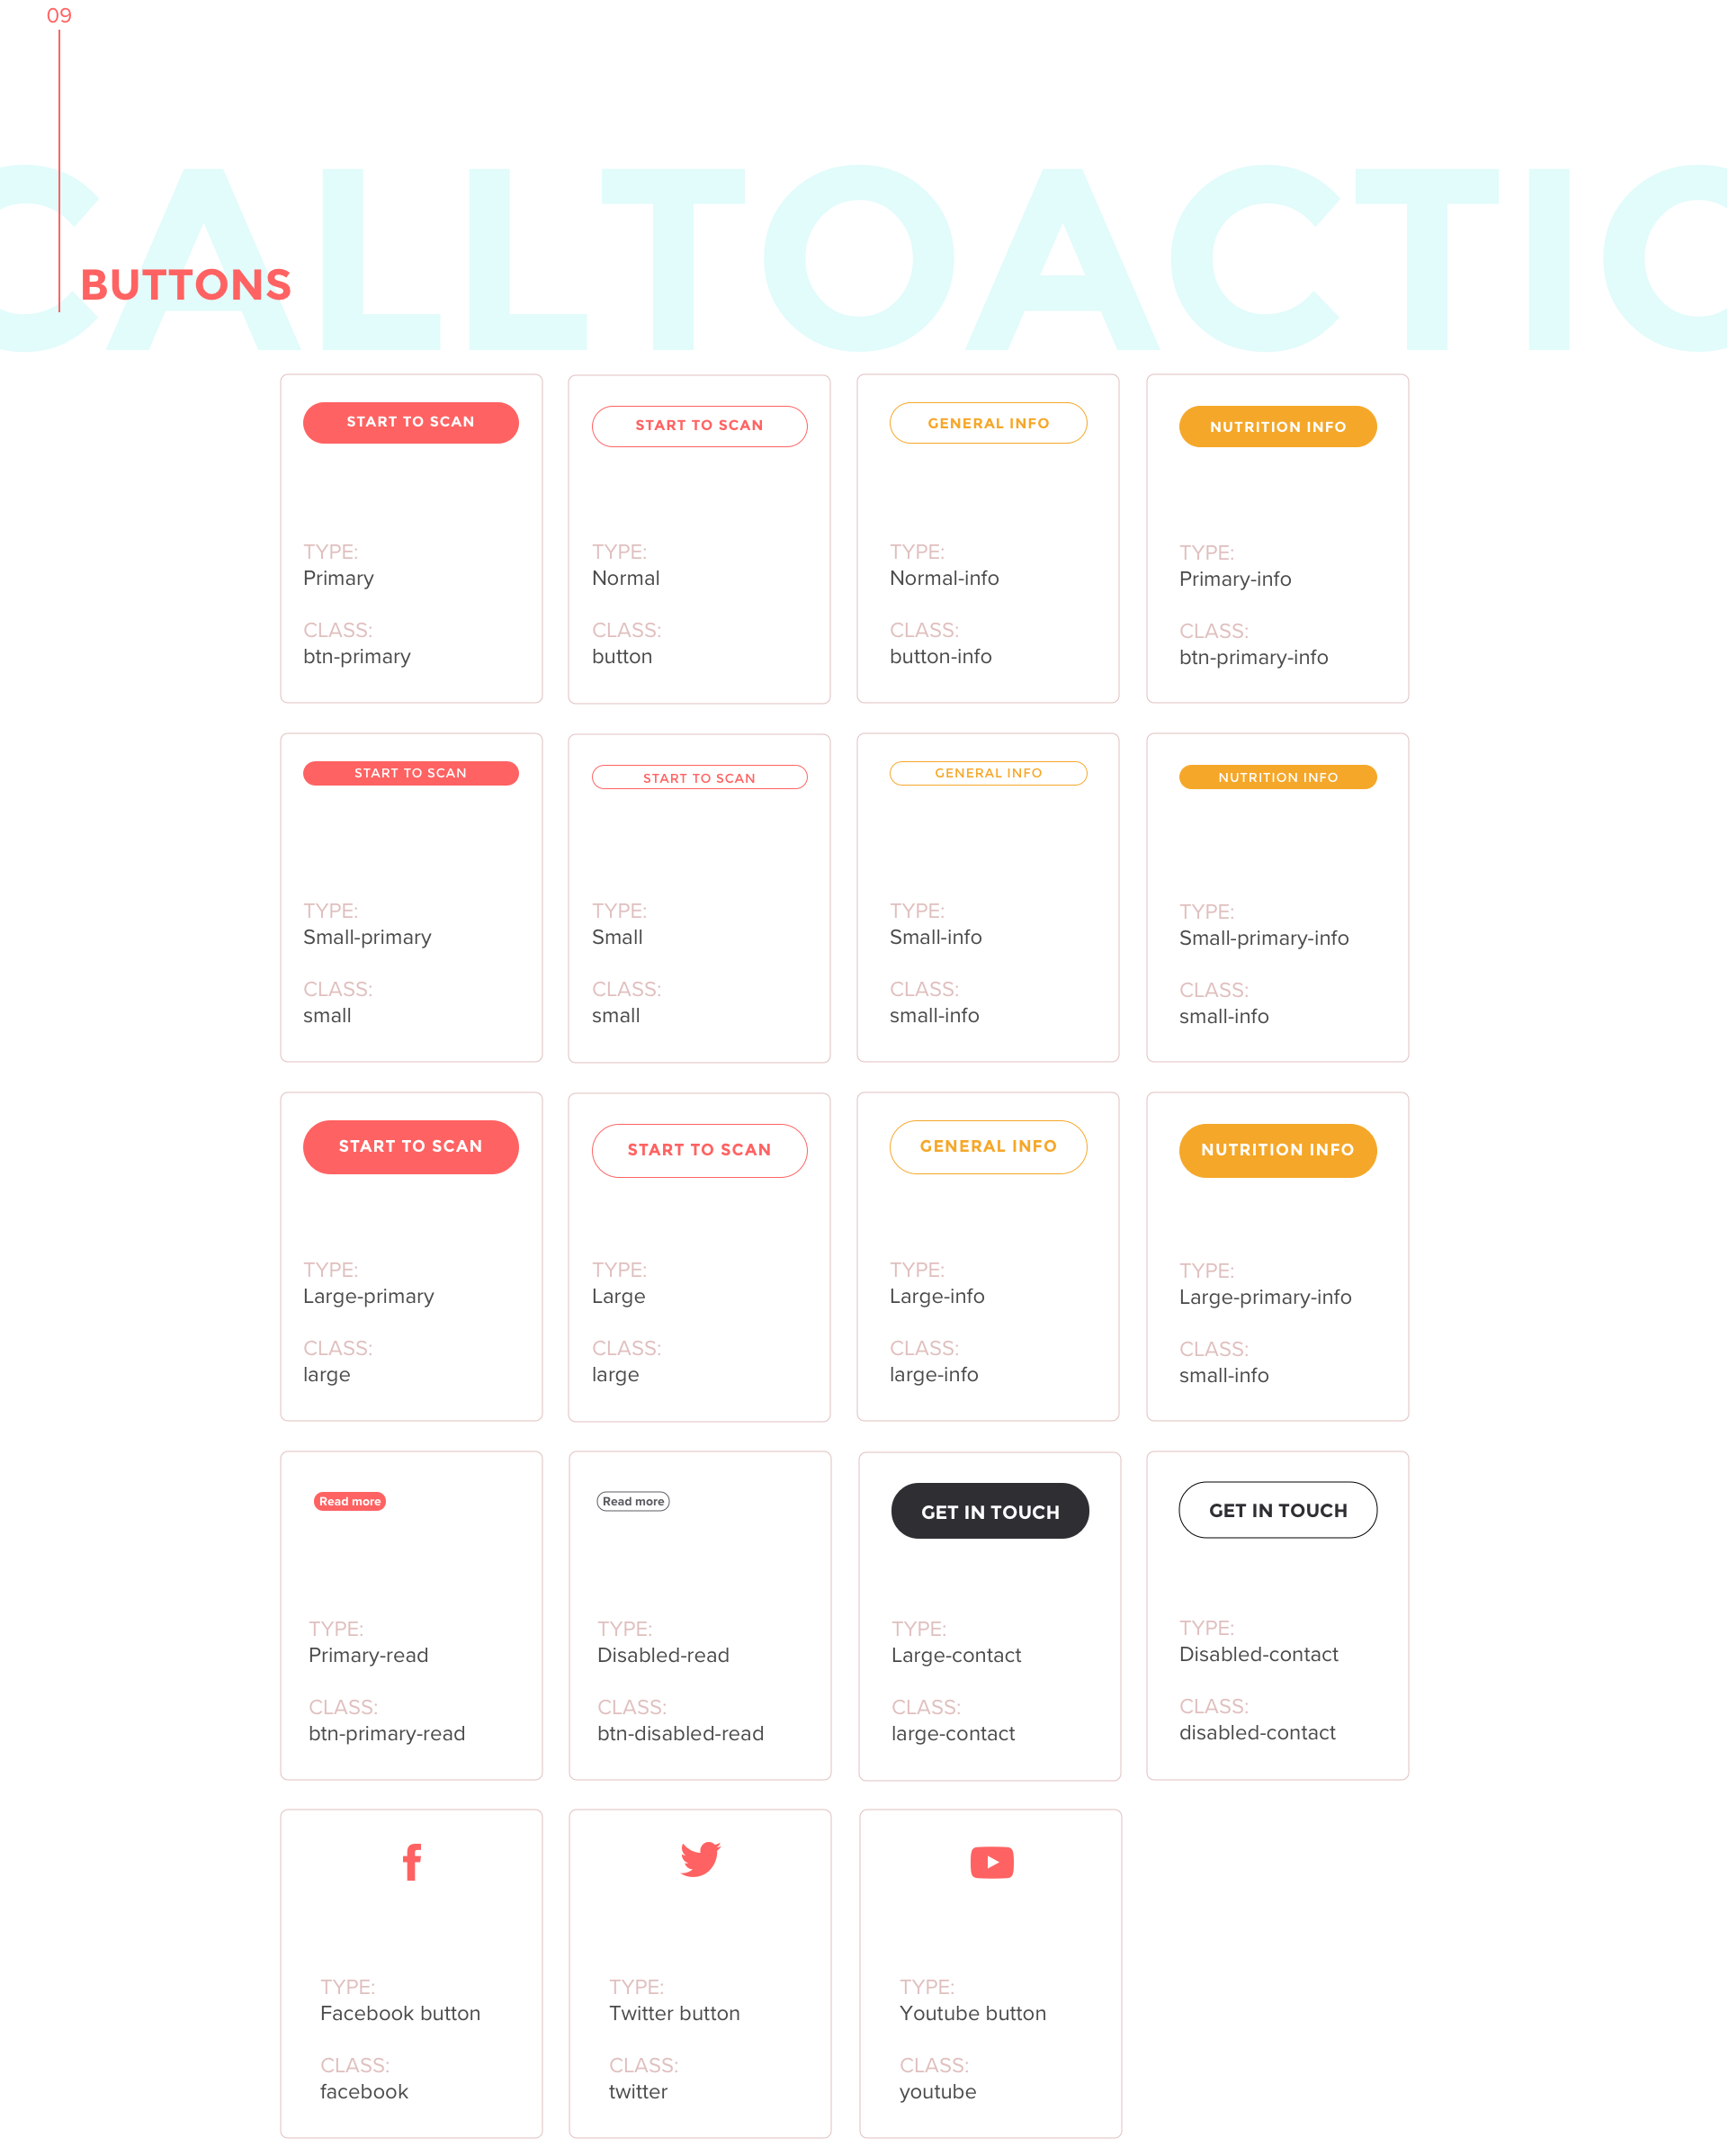 09
CALLTOACTIO
BUTTONS
START TO SCAN
TYPE:
Primary
CLASS:
btn-primary
START TO SCAN
TYPE:
Normal
CLASS:
button
GENERAL INFO
TYPE:
Normal-info
CLASS:
button-info
NUTRITION INFO
TYPE:
Primary-info
CLASS:
btn-primary-info
START TO SCAN
TYPE:
Small-primary
CLASS:
small
START TO SCAN
TYPE:
Small
CLASS:
small
GENERAL INFO
TYPE:
Small-info
CLASS:
small-info
NUTRITION INFO
TYPE:
Small-primary-info
CLASS:
small-info
START TO SCAN
TYPE:
Large-primary
CLASS:
large
START TO SCAN
TYPE:
Large
CLASS:
large
GENERAL INFO
TYPE:
Large-info
CLASS:
large-info
NUTRITION INFO
TYPE:
Large-primary-info
CLASS:
small-info
Read more
TYPE:
Primary-read
CLASS:
btn-primary-read
Read more
TYPE:
Disabled-read
CLASS:
btn-disabled-read
GET IN TOUCH
TYPE:
Large-contact
CLASS:
large-contact
GET IN TOUCH
TYPE:
Disabled-contact
CLASS:
disabled-contact
TYPE:
Facebook button
CLASS:
facebook
TYPE:
Twitter button
CLASS:
twitter
TYPE:
Youtube button
CLASS:
youtube